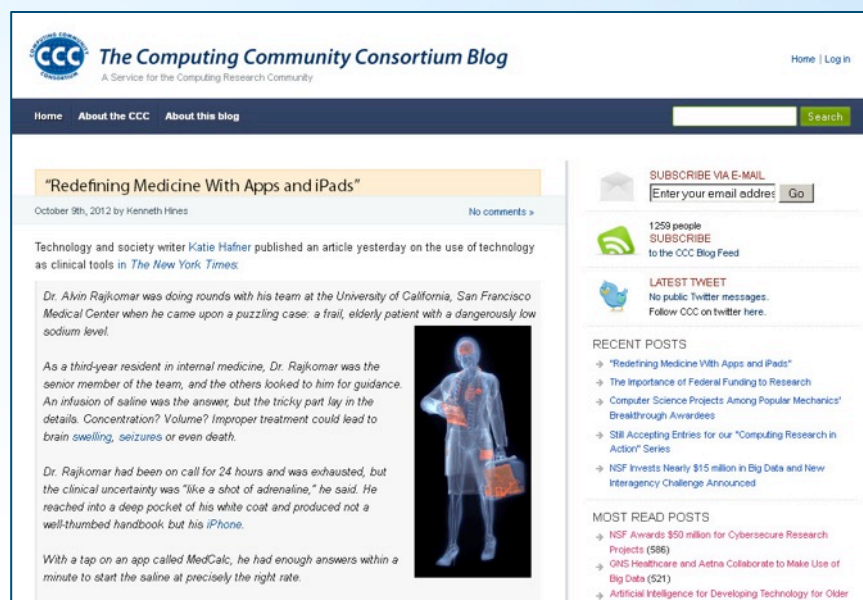 CCC
COMPUTING COMMUNITY
CONSORTIUM
The Computing Community Consortium Blog
A Service for the Computing Research Community
Home | Log in
Home About the CCC About this blog
Search
"Redefining Medicine With Apps and iPads"
October 9th, 2012 by Kenneth Hines
No comments »
Technology and society writer Katie Hafner published an article yesterday on the use of technology
as clinical tools in The New York Times:
Dr. Alvin Rajkomar was doing rounds with his team at the University of California, San Francisco
Medical Center when he came upon a puzzling case: a frail, elderly patient with a dangerously low
sodium level.
As a third-year resident in internal medicine, Dr. Rajkomar was the
senior member of the team, and the others looked to him for guidance.
An infusion of saline was the answer, but the tricky part lay in the
details. Concentration? Volume? Improper treatment could lead to
brain swelling, seizures or even death.
Dr. Rajkomar had been on call for 24 hours and was exhausted, but
the clinical uncertainty was "like a shot of adrenaline," he said. He
reached into a deep pocket of his white coat and produced not a
well-thumbed handbook but his iPhone.
With a tap on an app called MedCalc, he had enough answers within a
minute to start the saline at precisely the right rate.
SUBSCRIBE VIA E-MAIL
Enter your email addres Go
1259 people
SUBSCRIBE
to the CCC Blog Feed
LATEST TWEET
No public Twitter messages.
Follow CCC on twitter here.
RECENT POSTS
"Redefining Medicine With Apps and iPads"
The Importance of Federal Funding to Research
Computer Science Projects Among Popular Mechanics'
Breakthrough Awardees
Still Accepting Entries for our "Computing Research in
Action" Series
NSF Invests Nearly $15 million in Big Data and New
Interagency Challenge Announced
MOST READ POSTS
NSF Awards $50 million for Cybersecure Research
Projects (586)
GNS Healthcare and Aetna Collaborate to Make Use of
Big Data (521)
Artificial Intelligence for Developing Technology for Older